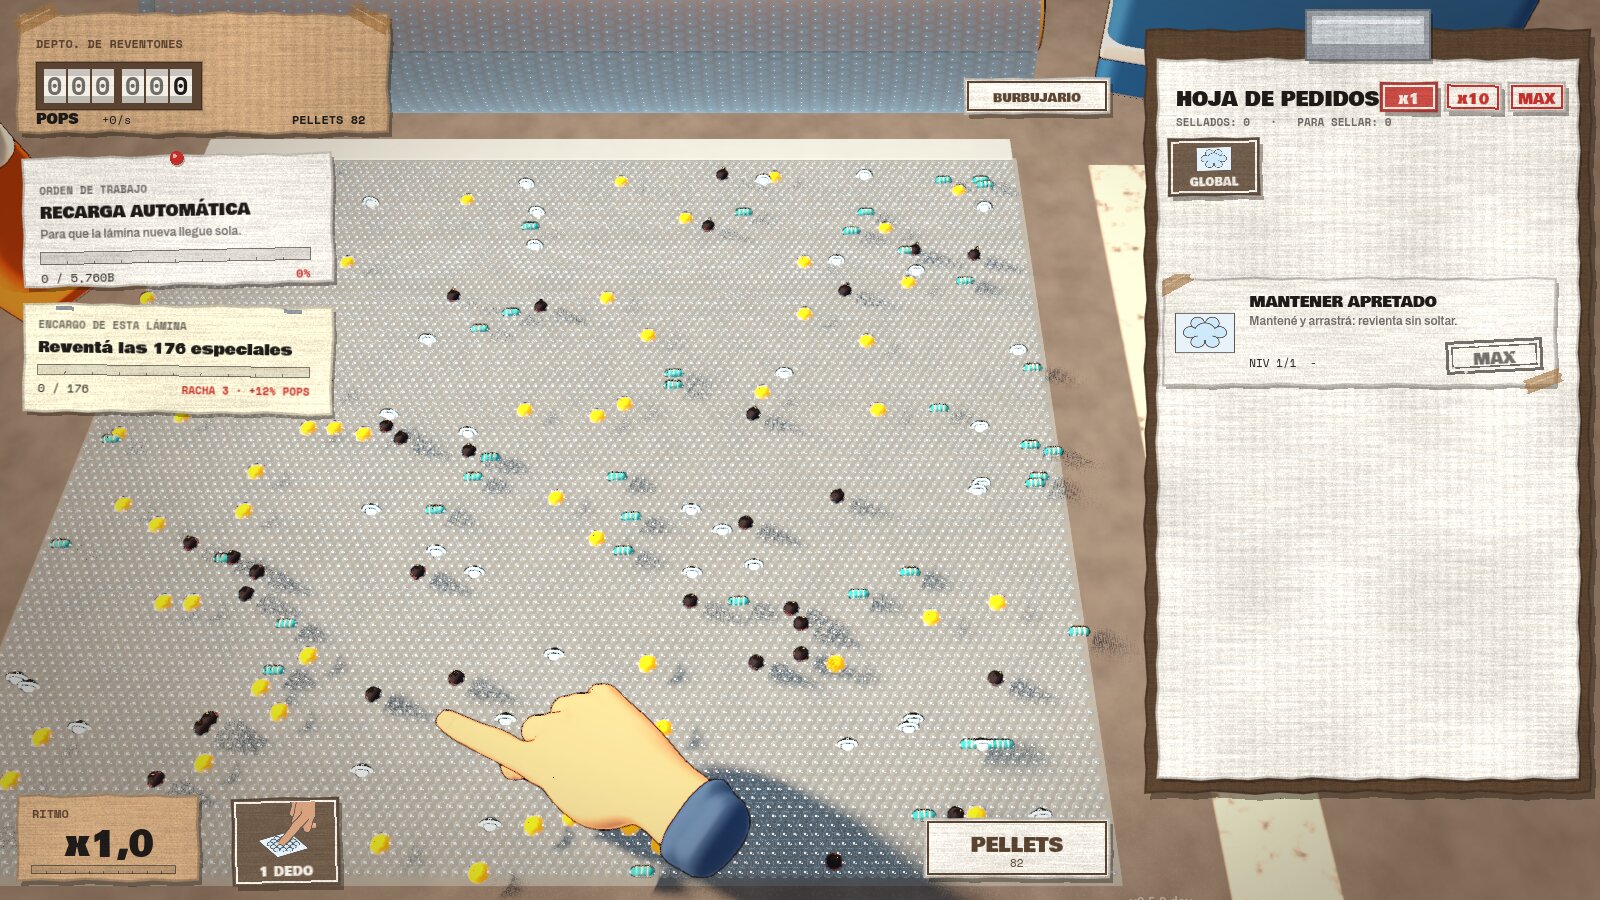 DEPTO. DE REVENTONES
000 000
POPS +0/s PELLETS 82
ORDEN DE TRABAJO
RECARGA AUTOMÁTICA
Para que la lámina nueva llegue sola.
0 / 5.760B 0%
ENCARGO DE ESTA LÁMINA
Reventá las 176 especiales
0 / 176 RACHA 3 · +12% POPS
BURBUJARIO
HOJA DE PEDIDOS x1 x10 MAX
SELLADOS: 0 · PARA SELLAR: 0
GLOBAL
MANTENER APRETADO
Mantené y arrastrá: revienta sin soltar.
NIV 1/1 - MAX
RITMO
x1,0
1 DEDO
PELLETS
82